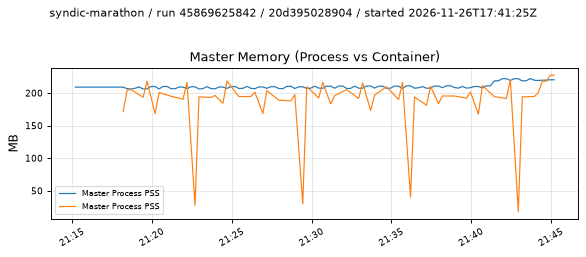 syndic-marathon / run 45869625842 / 20d395028904 / started 2026-11-26T17:41:25Z
Master Memory (Process vs Container)
MB
200
150
100
50
Master Process PSS
Master Process PSS
21:15
21:20
21:25
21:30
21:35
21:40
21:45